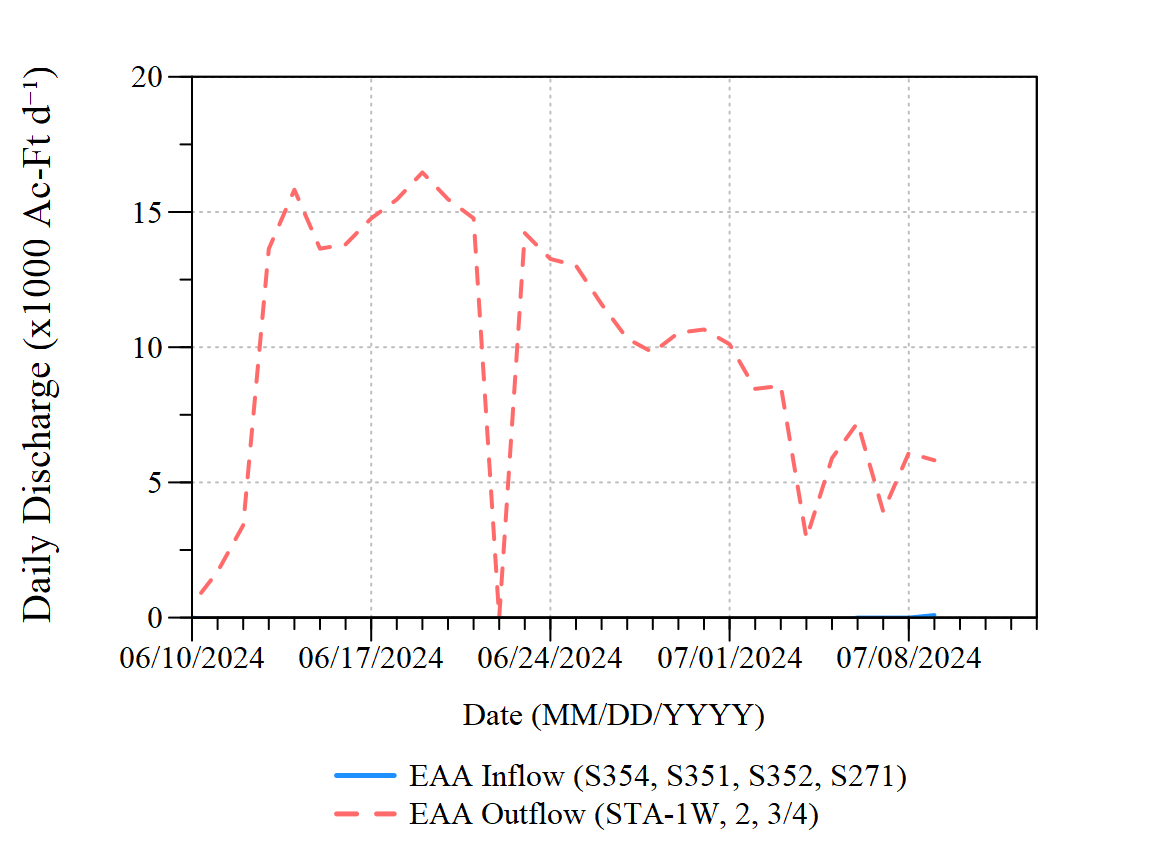 Daily Discharge (x1000 Ac-Ft d⁻¹)
20
15
10
5
0
06/10/2024 06/17/2024 06/24/2024 07/01/2024 07/08/2024
Date (MM/DD/YYYY)
EAA Inflow (S354, S351, S352, S271)
EAA Outflow (STA-1W, 2, 3/4)